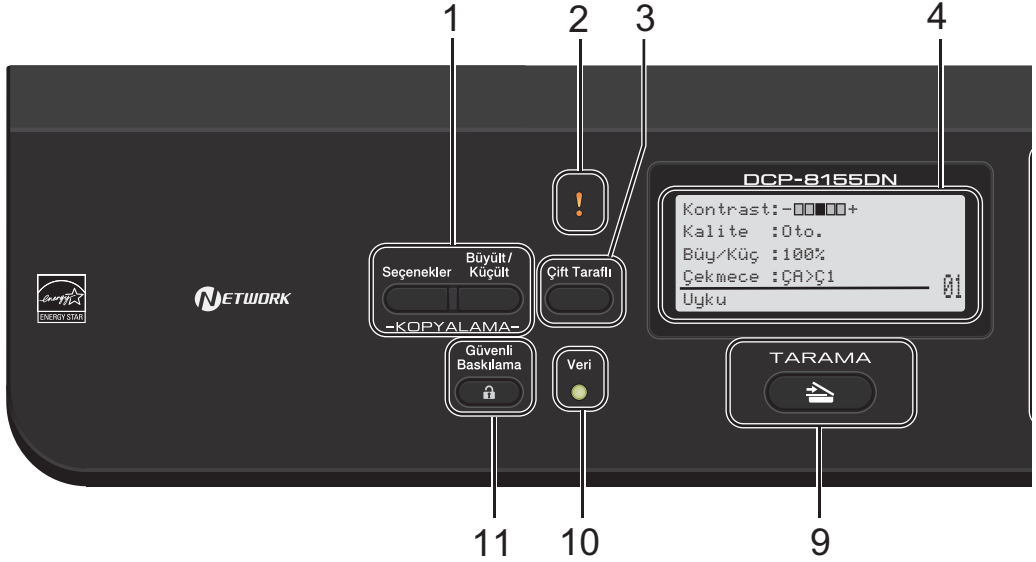 1
2
3
4
DCP-8155DN
Kontrast:- +
Kalite :Oto.
Büy/Küç :100%
Çekmece :ÇA>Ç1
Uyku
01
Seçenekler
Büyült/
Küçült
Çift Taraflı
-KOPYALAMA-
energy
ENERGY STAR
NETWORK
Güvenli
Baskılama
Veri
TARAMA
11
10
9